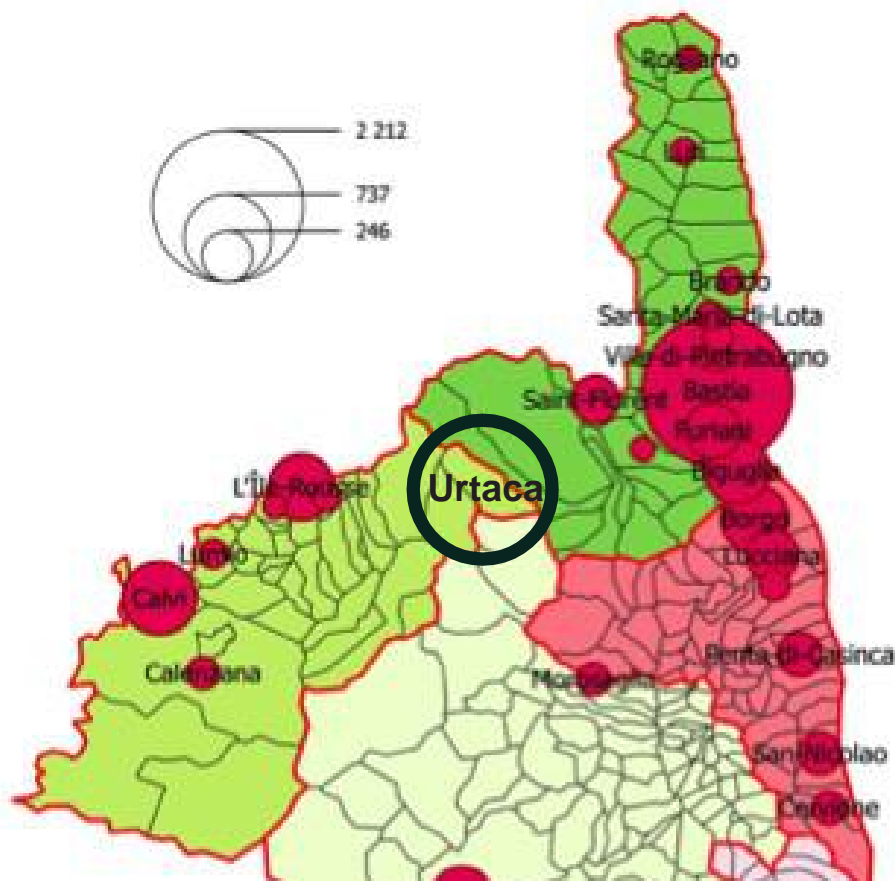 Rogliano
2 212
Luri
737
246
Brando
Santa-Maria-di-Lota
Ville-di-Pietrabugno
Bastia
Saint-Florent
Furiani
Biguglia
L'Île-Rousse
Urtaca
Borgo
Lumio
Lucciana
Calvi
Penta-di-Casinca
Calenzana
Morosaglia
San-Nicolao
Cervione